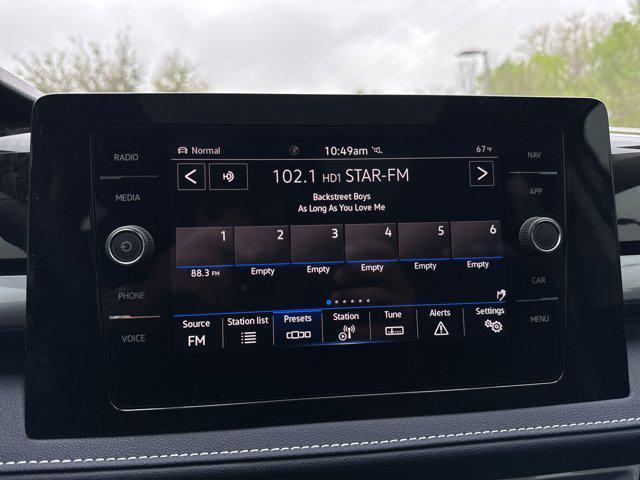 RADIO
MEDIA
PHONE
VOICE
Normal 10:49am 67°F
102.1 HD1 STAR-FM
Backstreet Boys
As Long As You Love Me
1 2 3 4 5 6
88.3 FM Empty Empty Empty Empty Empty
Source Station list Presets Station Tune Alerts Settings
FM
NAV
APP
CAR
MENU